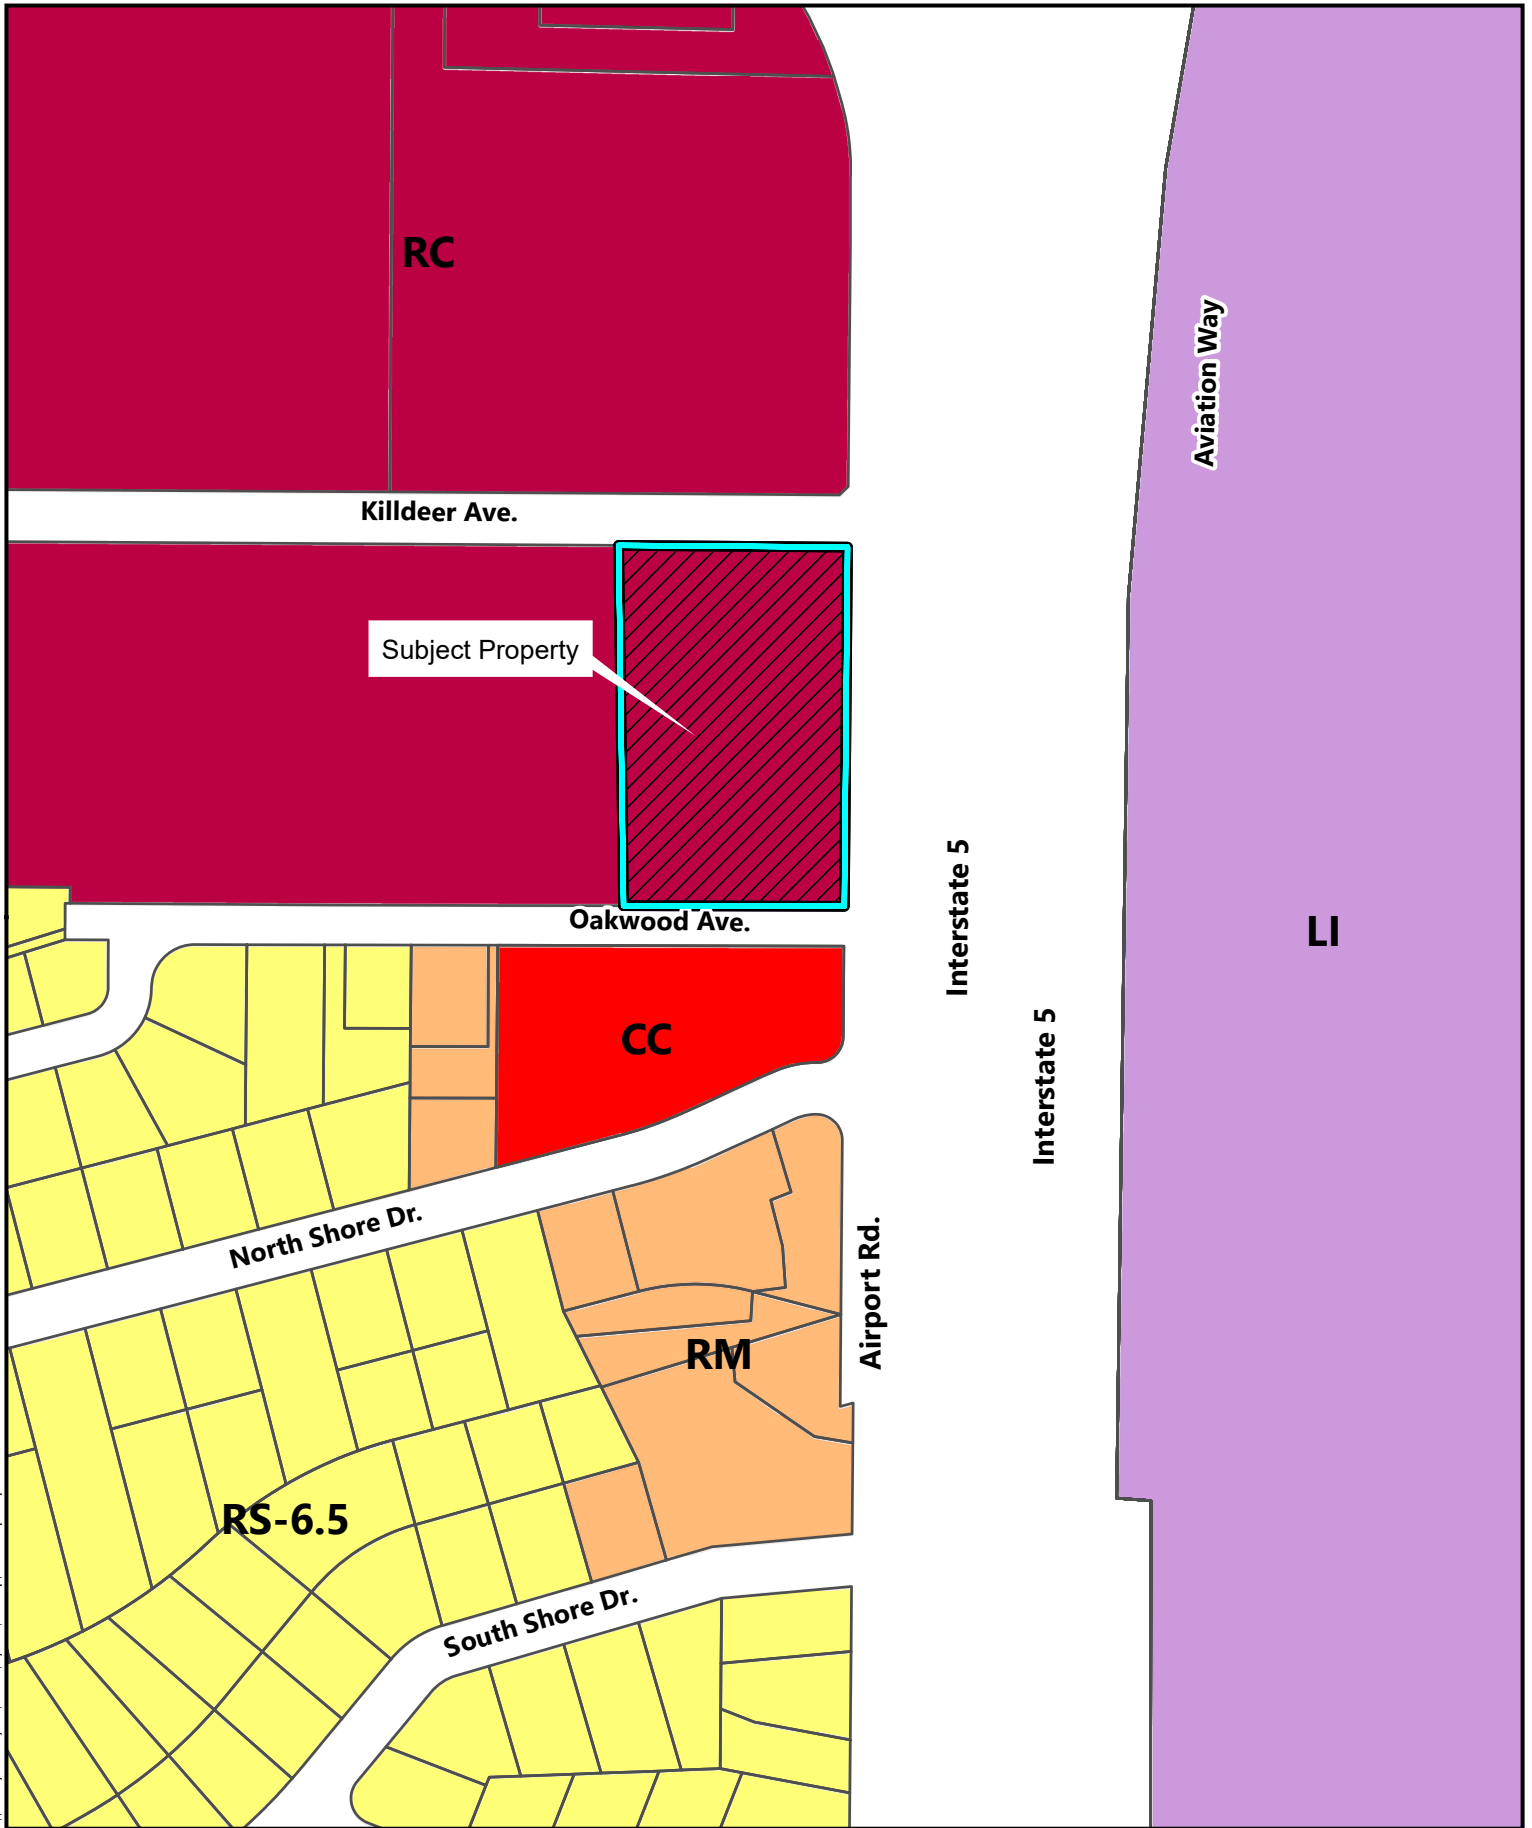 RC
Aviation Way
Killdeer Ave.
Subject Property
Oakwood Ave.
Interstate 5
LI
CC
Interstate 5
North Shore Dr.
Airport Rd.
RM
RS-6.5
South Shore Dr.